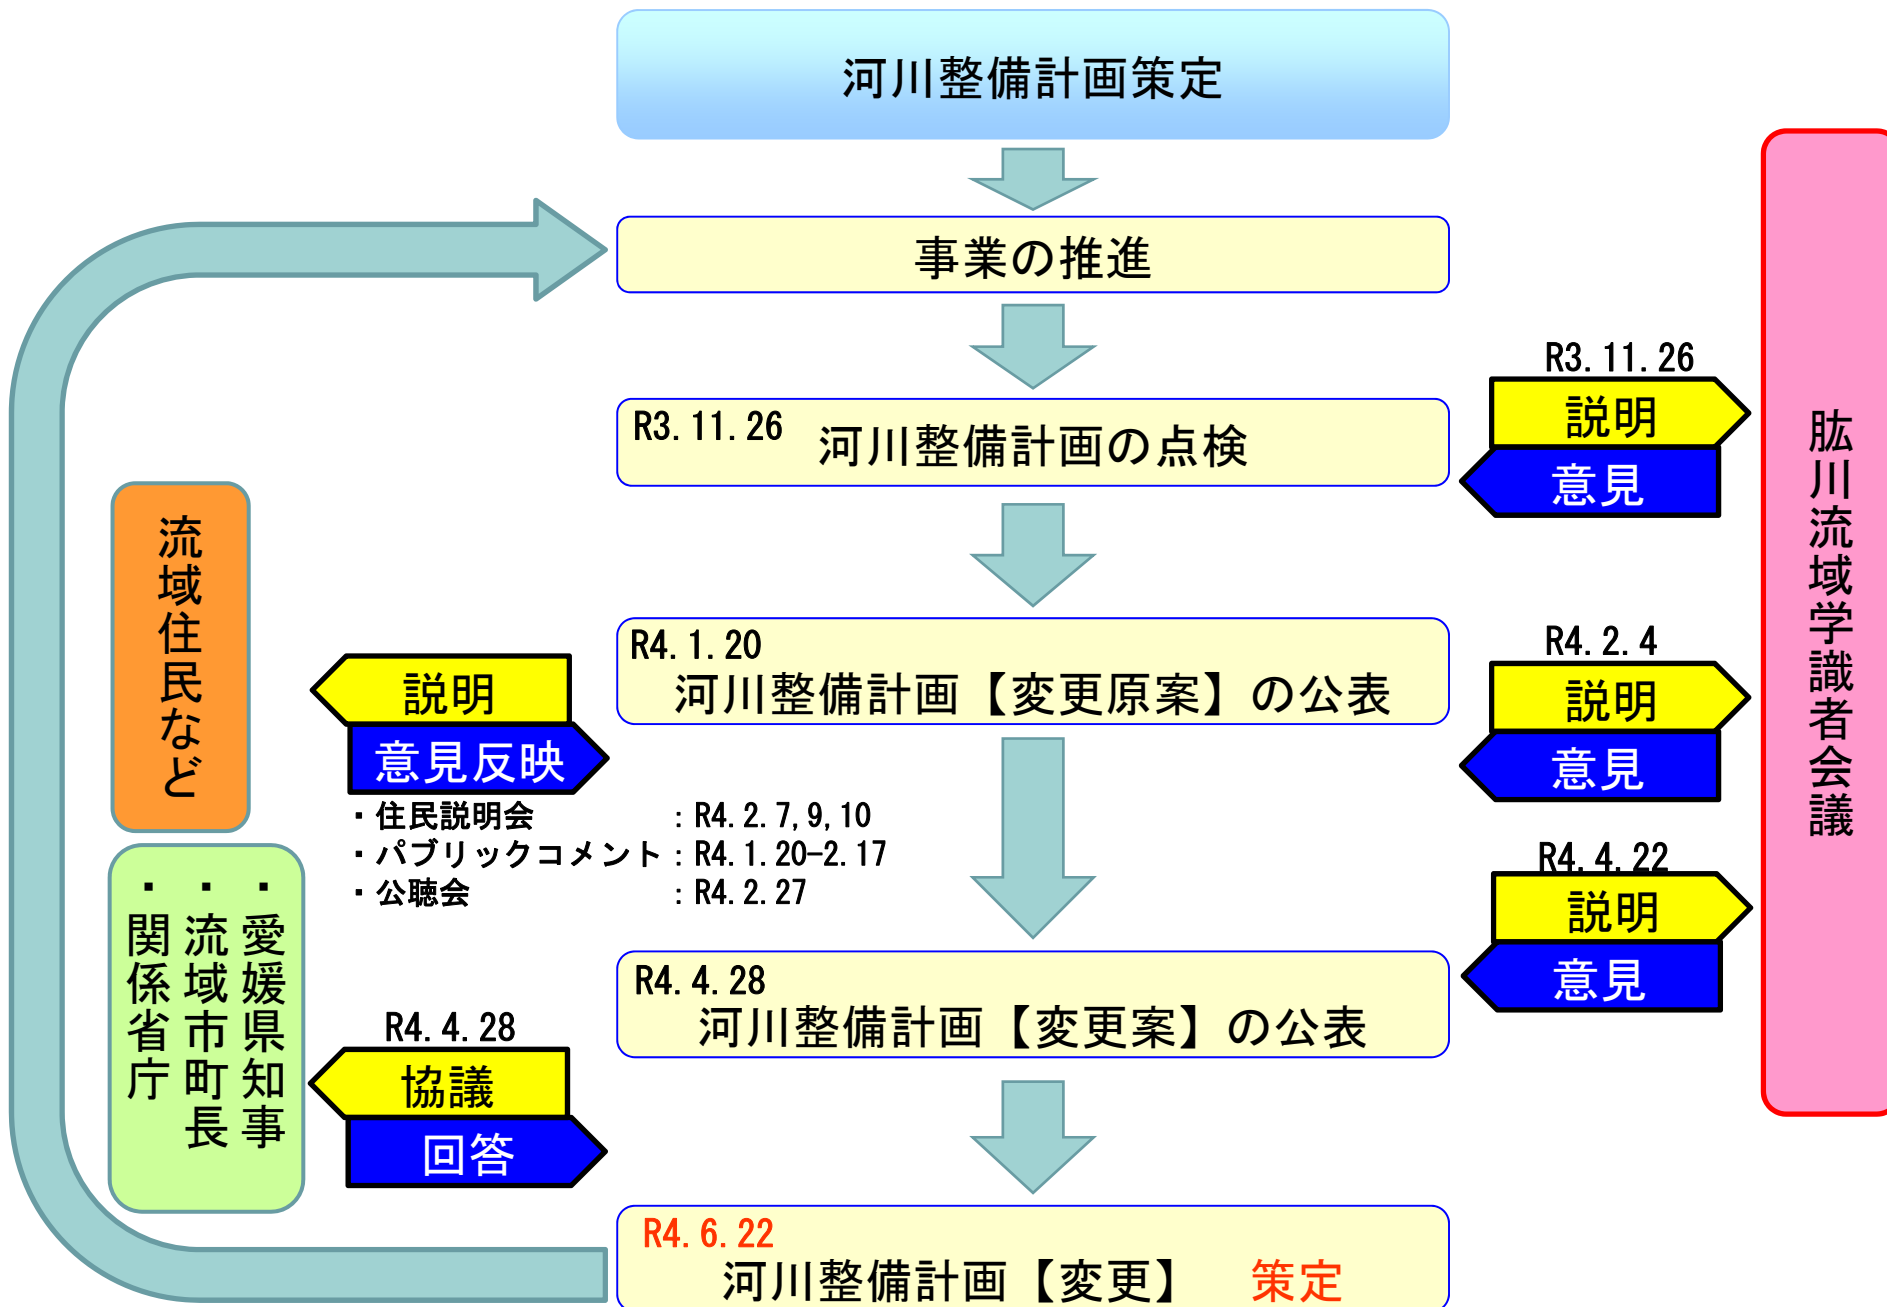 河川整備計画策定
事業の推進
R3.11.26
河川整備計画の点検
R3.11.26
説明
意見
肱川流域学識者会議
流域住民など
R4.1.20
河川整備計画【変更原案】の公表
説明
意見反映
・住民説明会 :R4.2.7,9,10
・パブリックコメント:R4.1.20-2.17
・公聴会 :R4.2.27
R4.2.4
説明
意見
R4.4.22
説明
意見
・愛媛県知事
・流域市町長
・関係省庁
R4.4.28
河川整備計画【変更案】の公表
R4.4.28
協議
回答
R4.6.22
河川整備計画【変更】 策定